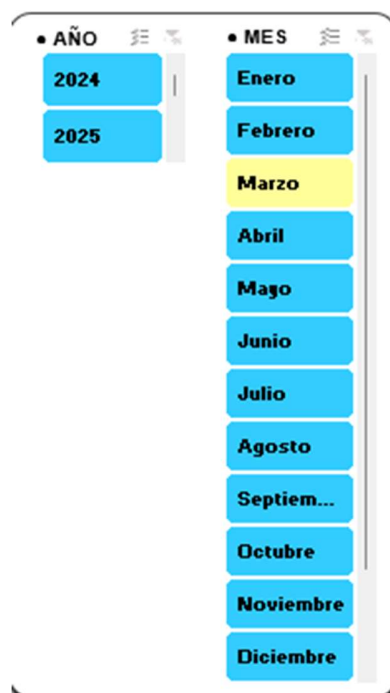 • AÑO
2024
2025
• MES
Enero
Febrero
Marzo
Abril
Mayo
Junio
Julio
Agosto
Septiem...
Octubre
Noviembre
Diciembre